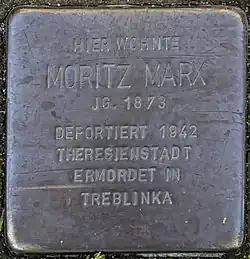 HIER WOHNTE
MORITZ MARX
JG. 1873
DEPORTIERT 1942
THERESIENSTADT
ERMORDET IN
TREBLINKA